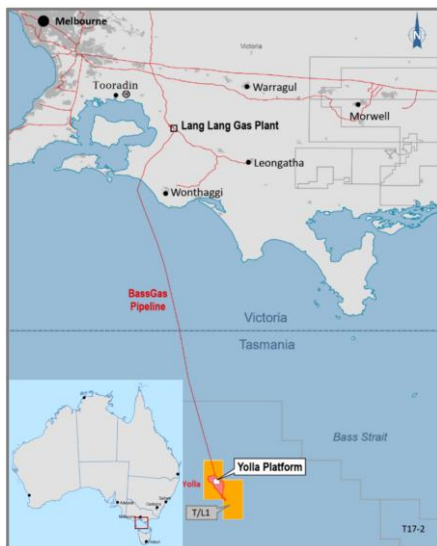 Melbourne
Victoria
N
Tooradin
Warragul
Morwell
Lang Lang Gas Plant
Leongatha
Wonthaggi
BassGas
Pipeline
Victoria
Tasmania
Bass Strait
Yolla
Yolla Platform
T/L1
T17-2